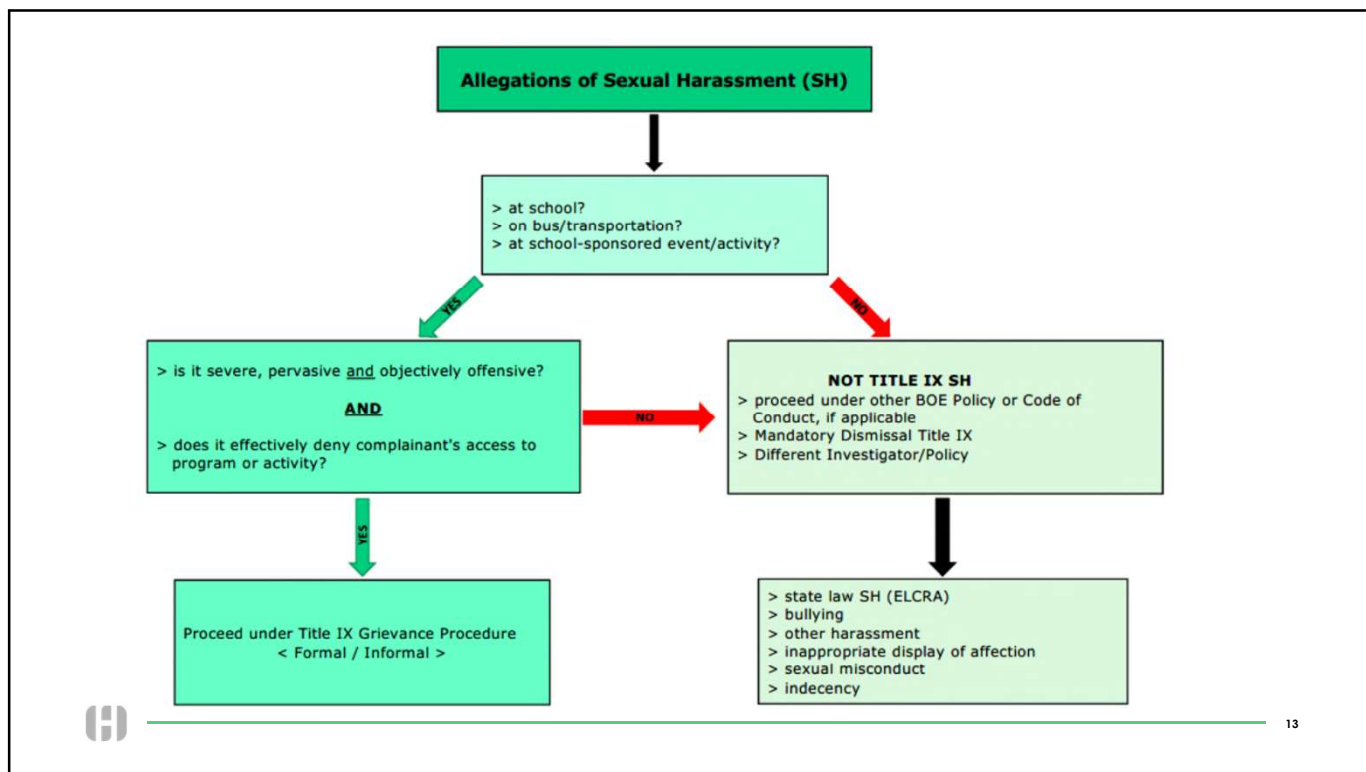 Allegations of Sexual Harassment (SH)
> at school?
> on bus/transportation?
> at school-sponsored event/activity?
YES
NO
> is it severe, pervasive and objectively offensive?
AND
> does it effectively deny complainant's access to
program or activity?
NO
NOT TITLE IX SH
> proceed under other BOE Policy or Code of
Conduct, if applicable
> Mandatory Dismissal Title IX
> Different Investigator/Policy
YES
Proceed under Title IX Grievance Procedure
< Formal / Informal >
> state law SH (ELCRA)
> bullying
> other harassment
> inappropriate display of affection
> sexual misconduct
> indecency
13